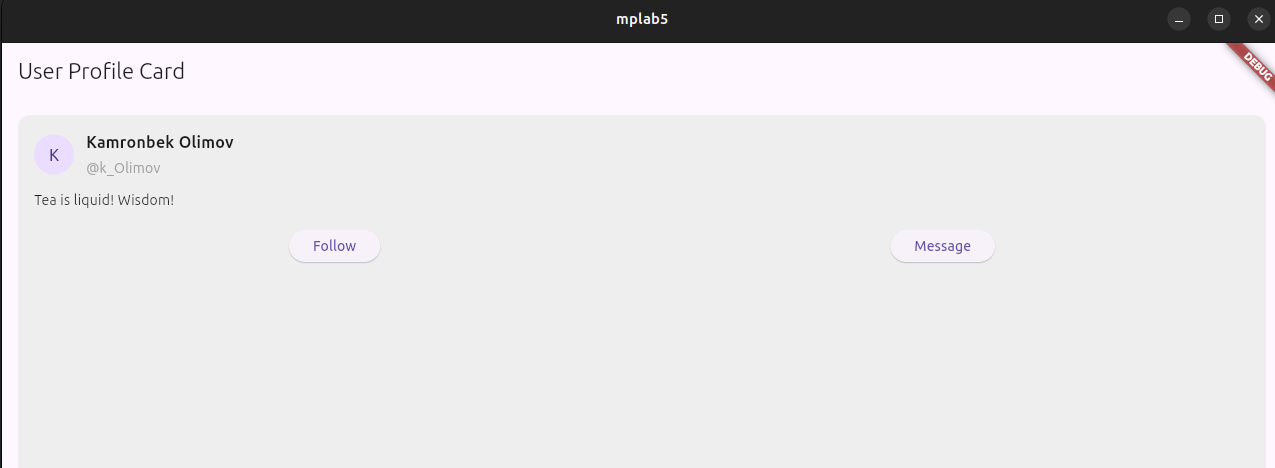 mplab5
User Profile Card
DEBUG
K
Kamronbek Olimov
@k_Olimov
Tea is liquid! Wisdom!
Follow
Message